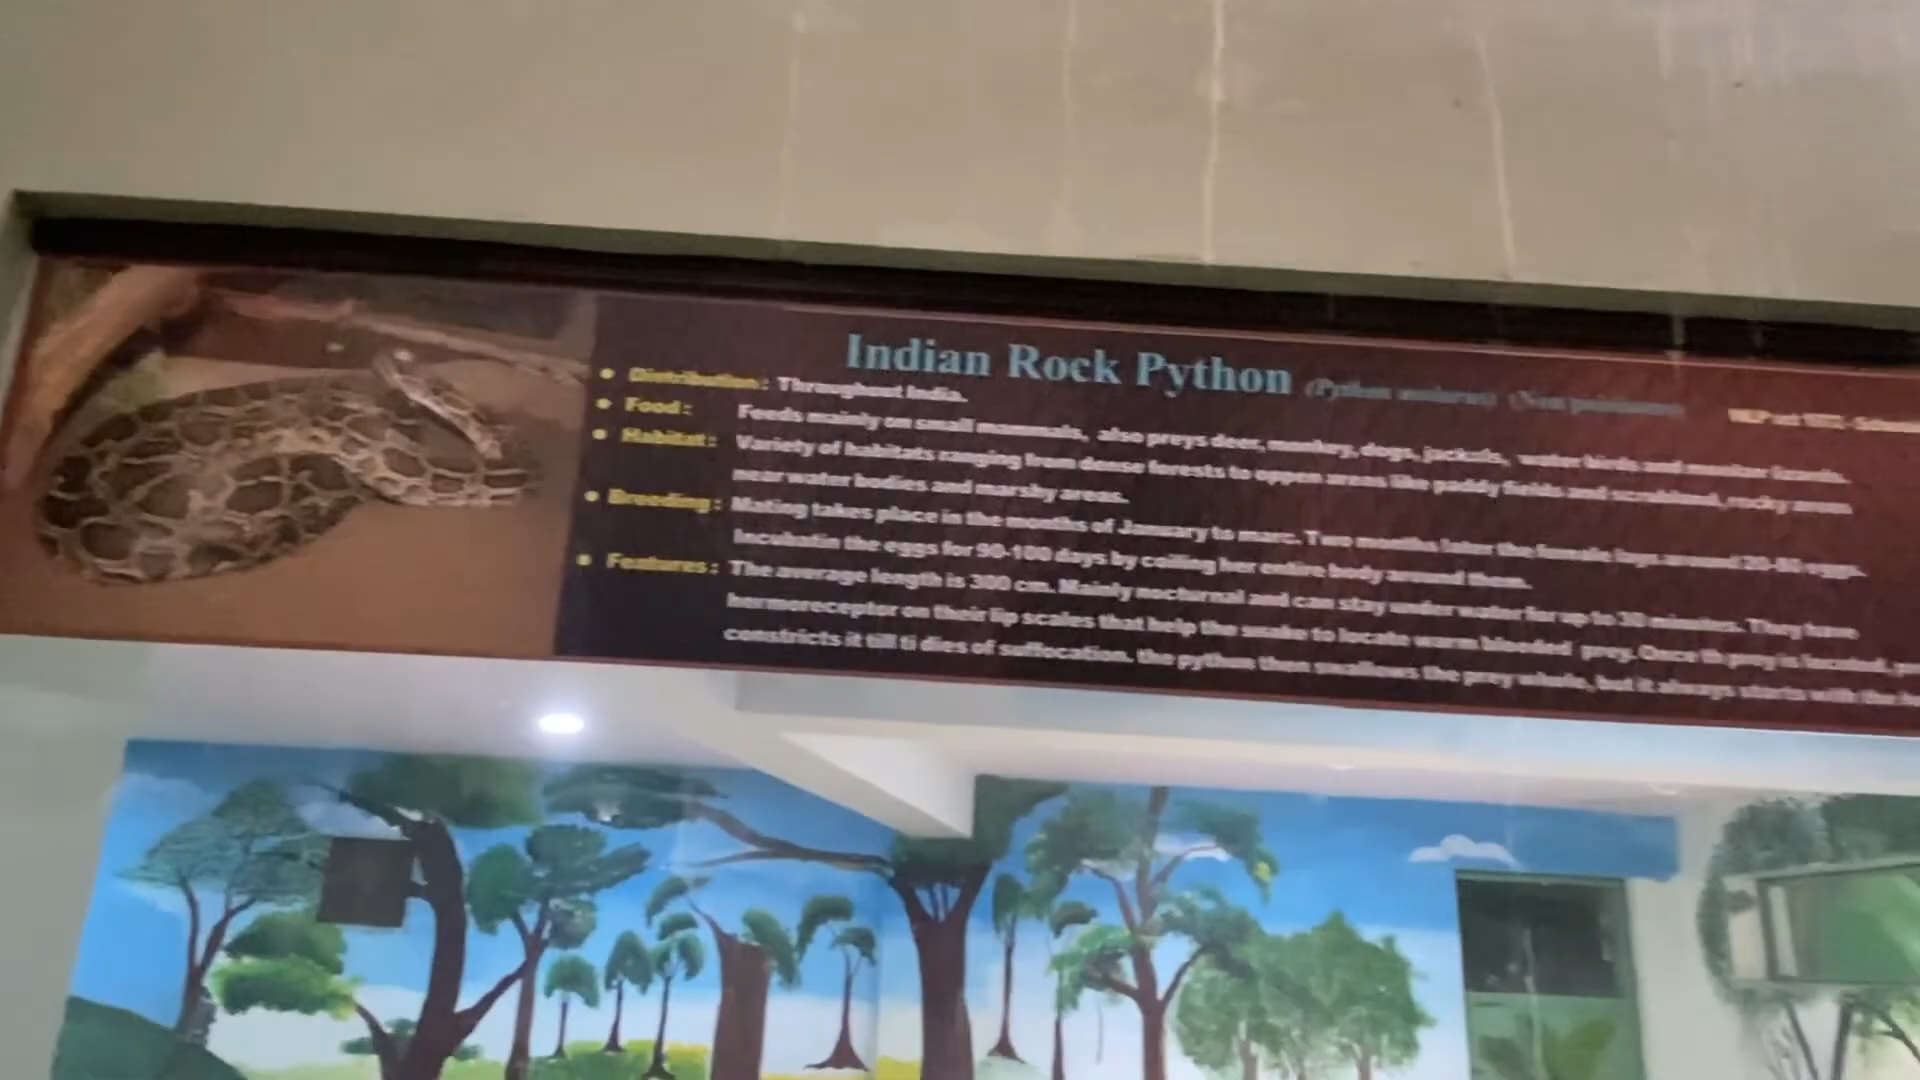 Indian Rock Python (Python molurus) (Non poisonous)
• Distribution : Throughout India.
• Food : Feeds mainly on small mammals, also preys deer, monkey, dogs, jackals, water birds and monitor lizards.
• Habitat : Variety of habitats ranging from dense forests to oppen areas like paddy fields and scrubland, rocky areas
near water bodies and marshy areas.
• Breeding : Mating takes place in the months of January to marc. Two months later the female lays around eggs.
Incubatin the eggs for 90-100 days by coiling her entire body around them.
• Features : The average length is 300 cm. Mainly nocturnal and can stay under water for up to 30 minutes. They have
hermoreceptor on their lip scales that help the snake to locate warm blooded prey. Once th prey is located,
constricts it till ti dies of suffocation. the python then swallows the prey whole, but it always starts with the